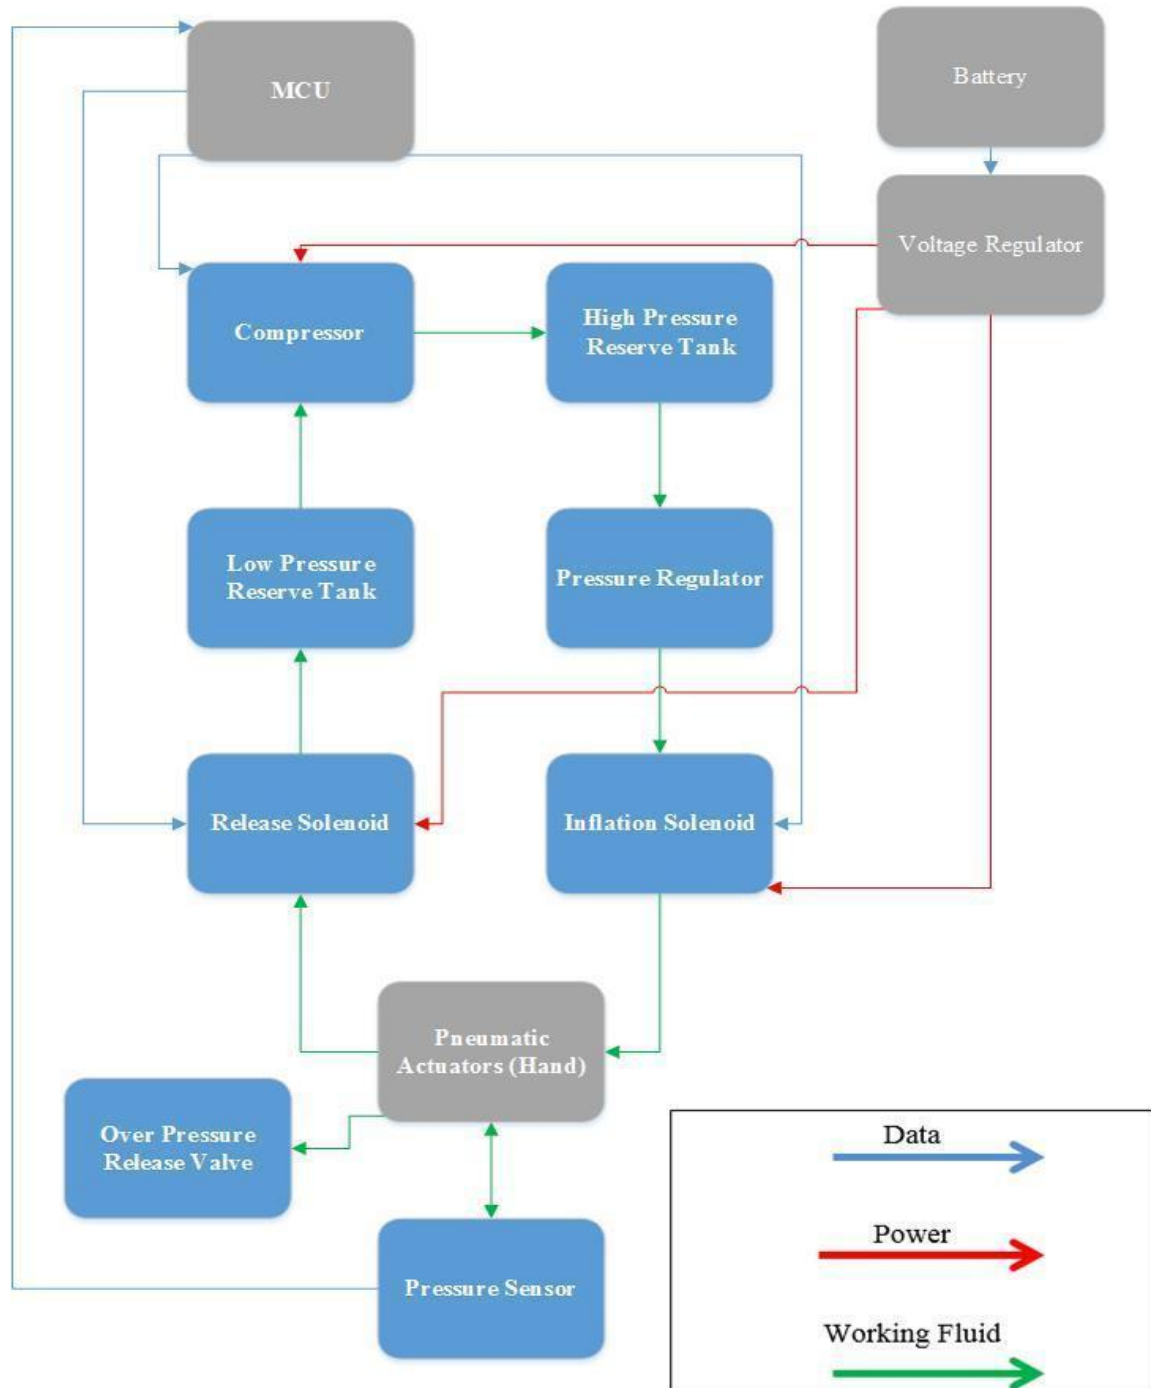 MCU
Battery
Voltage Regulator
Compressor
High Pressure
Reserve Tank
Low Pressure
Reserve Tank
Pressure Regulator
Release Solenoid
Inflation Solenoid
Pneumatic
Actuators (Hand)
Over Pressure
Release Valve
Pressure Sensor
Data
Power
Working Fluid